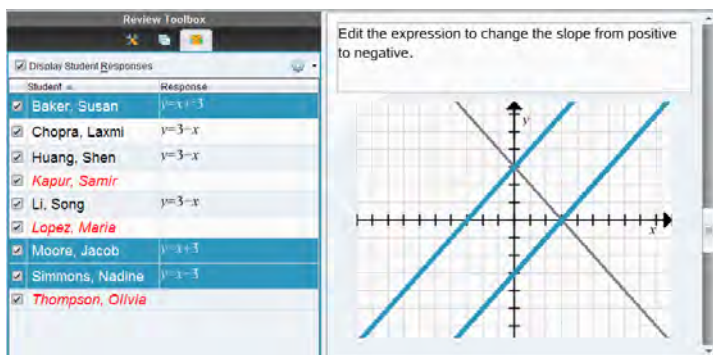 Review Toolbox
Display Student Responses
Student Response
Baker, Susan
Chopra, Laxmi y=3-x
Huang, Shen y=3-x
Kapur, Samir
Li, Song y=3-x
Lopez, Maria
Moore, Jacob y=x+3
Simmons, Nadine y=x-3
Thompson, Olivia
Edit the expression to change the slope from positive
to negative.
y
x